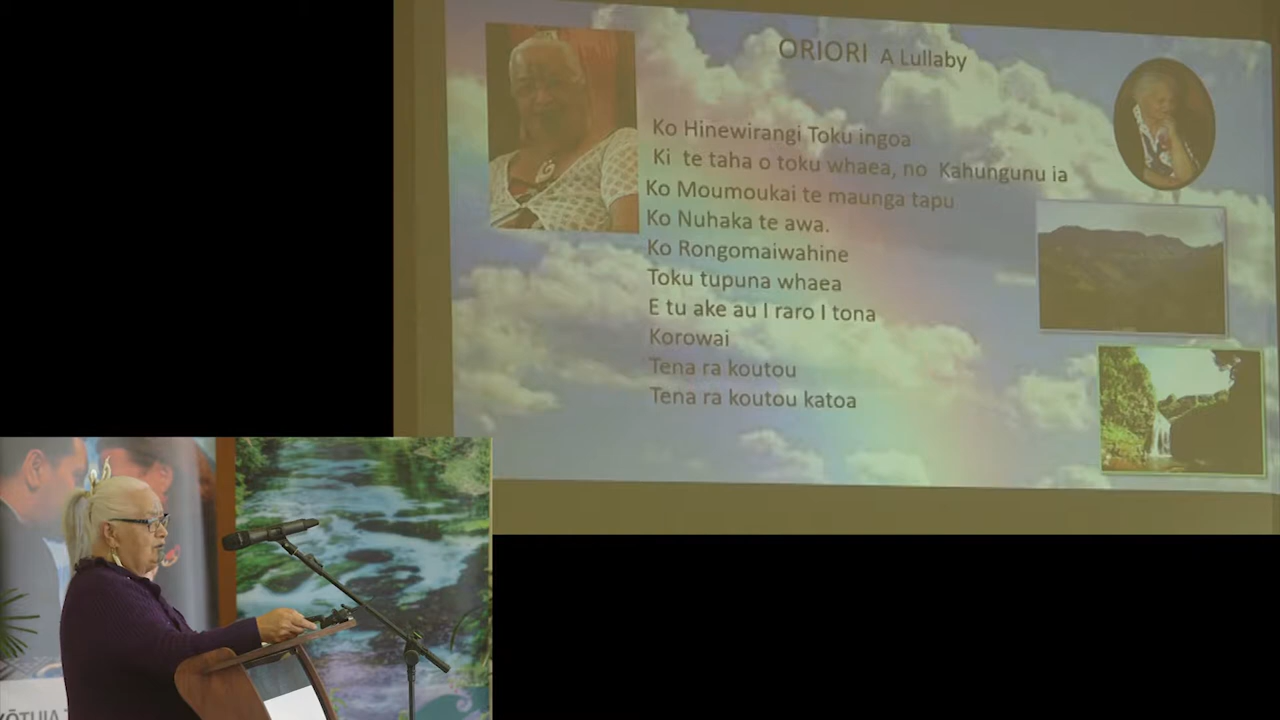 ORIORI A Lullaby
Ko Hinewirangi Toku ingoa
Ki te taha o toku whaea, no Kahungunu ia
Ko Moumoukai te maunga tapu
Ko Nuhaka te awa.
Ko Rongomaiwahine
Toku tupuna whaea
E tu ake au I raro I tona
Korowai
Tena ra koutou
Tena ra koutou katoa